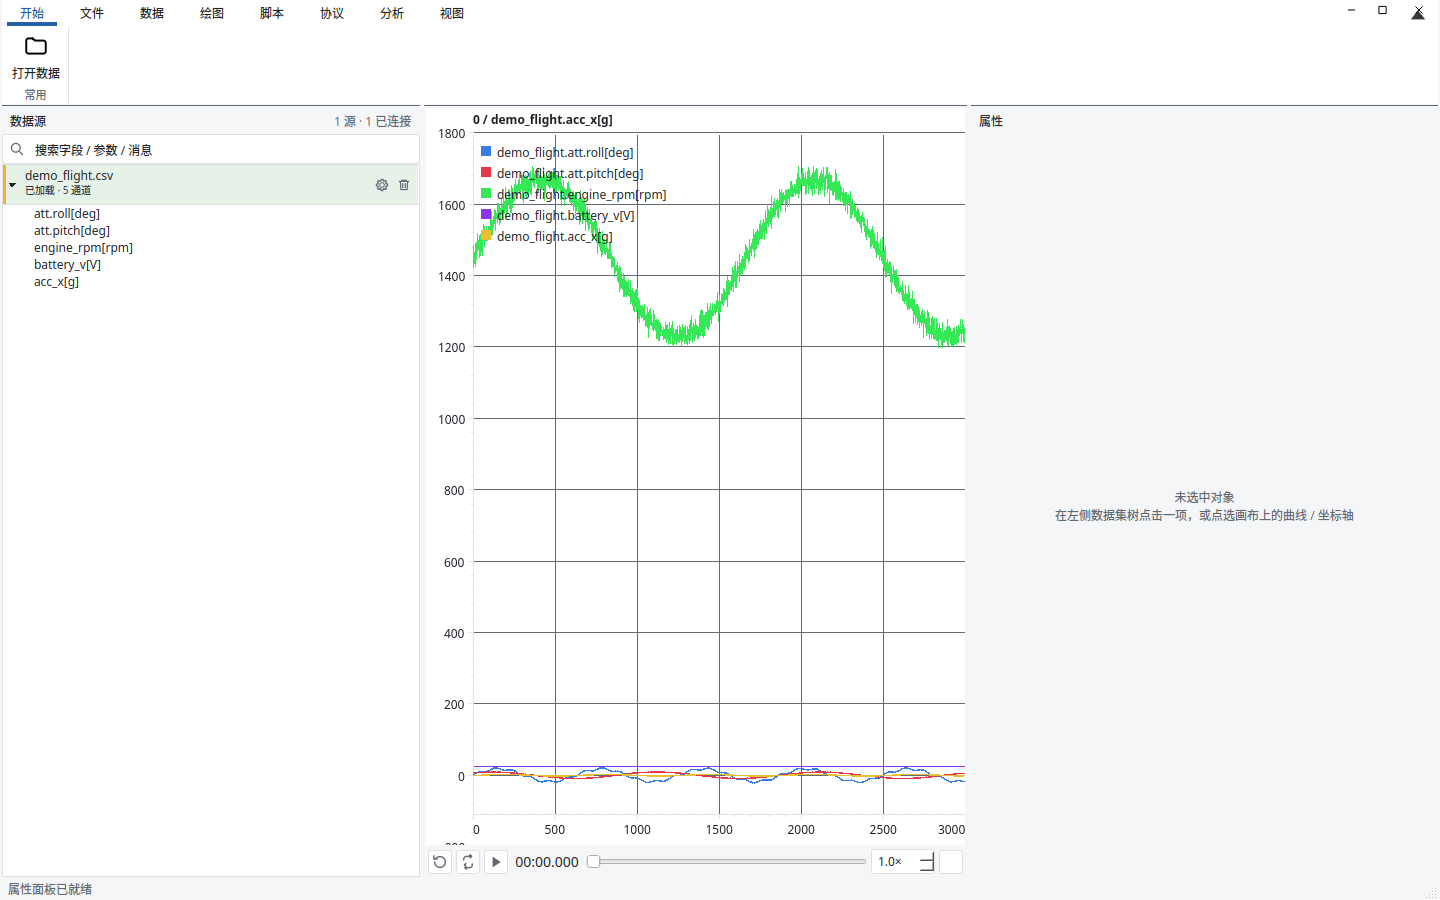 开始 文件 数据 绘图 脚本 协议 分析 视图
打开数据
常用
数据源 1 源 · 1 已连接
搜索字段 / 参数 / 消息
demo_flight.csv
已加载 · 5 通道
att.roll[deg]
att.pitch[deg]
engine_rpm[rpm]
battery_v[V]
acc_x[g]
0 / demo_flight.acc_x[g]
demo_flight.att.roll[deg]
demo_flight.att.pitch[deg]
demo_flight.engine_rpm[rpm]
demo_flight.battery_v[V]
demo_flight.acc_x[g]
1800
1600
1400
1200
1000
800
600
400
200
0
0 500 1000 1500 2000 2500 3000
00:00.000 1.0×
属性
未选中对象
在左侧数据集树点击一项，或点选画布上的曲线 / 坐标轴
属性面板已就绪